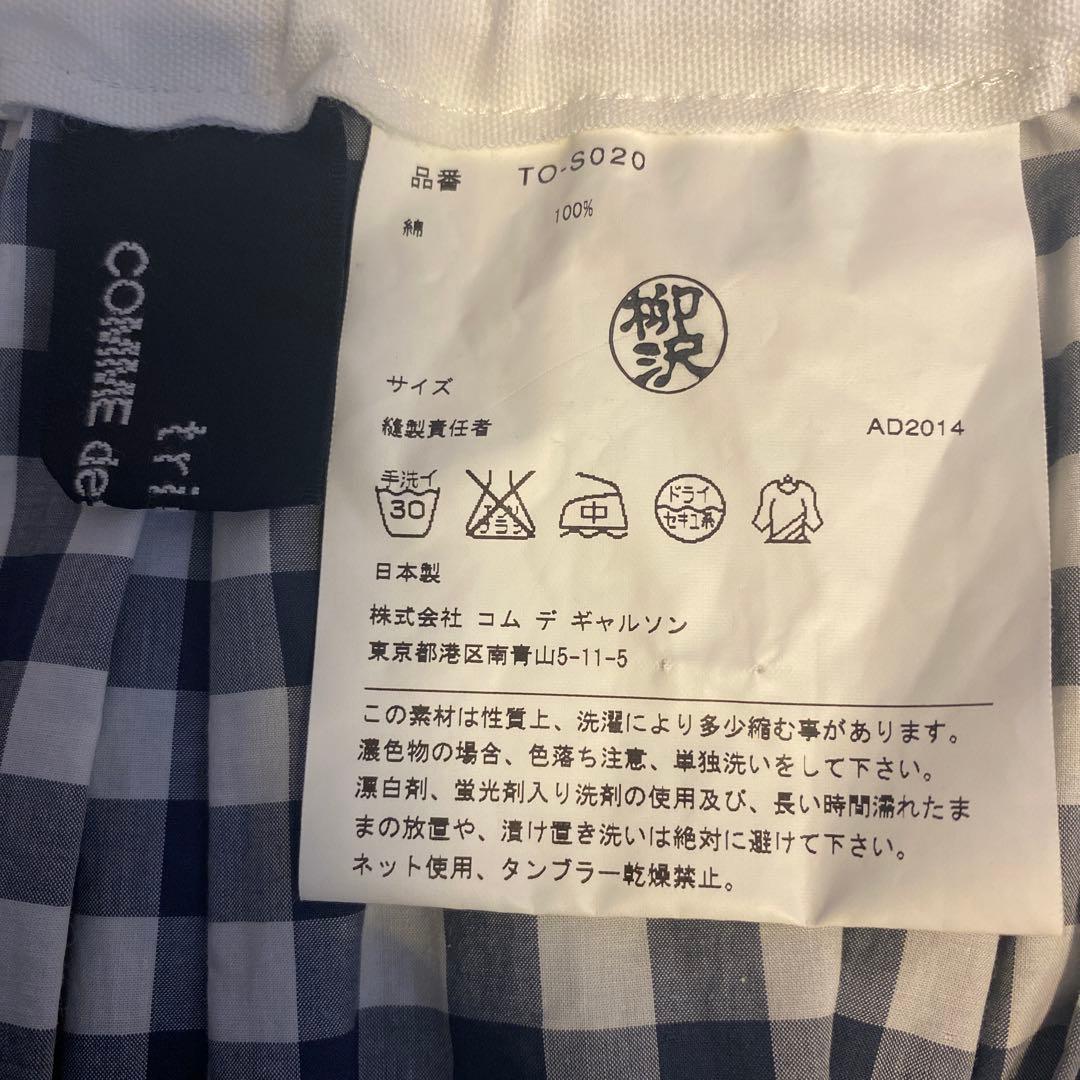 COMME de
tri
品番 TO-S020
綿 100%
柳沢
サイズ
縫製責任者 AD2014
手洗イ
30
エンソ
サラシ
中
ドライ
セキユ系
日本製
株式会社 コム デ ギャルソン
東京都港区南青山5-11-5
この素材は性質上、洗濯により多少縮む事があります。
濃色物の場合、色落ち注意、単独洗いをして下さい。
漂白剤、蛍光剤入り洗剤の使用及び、長い時間濡れたま
まの放置や、漬け置き洗いは絶対に避けて下さい。
ネット使用、タンブラー乾燥禁止。